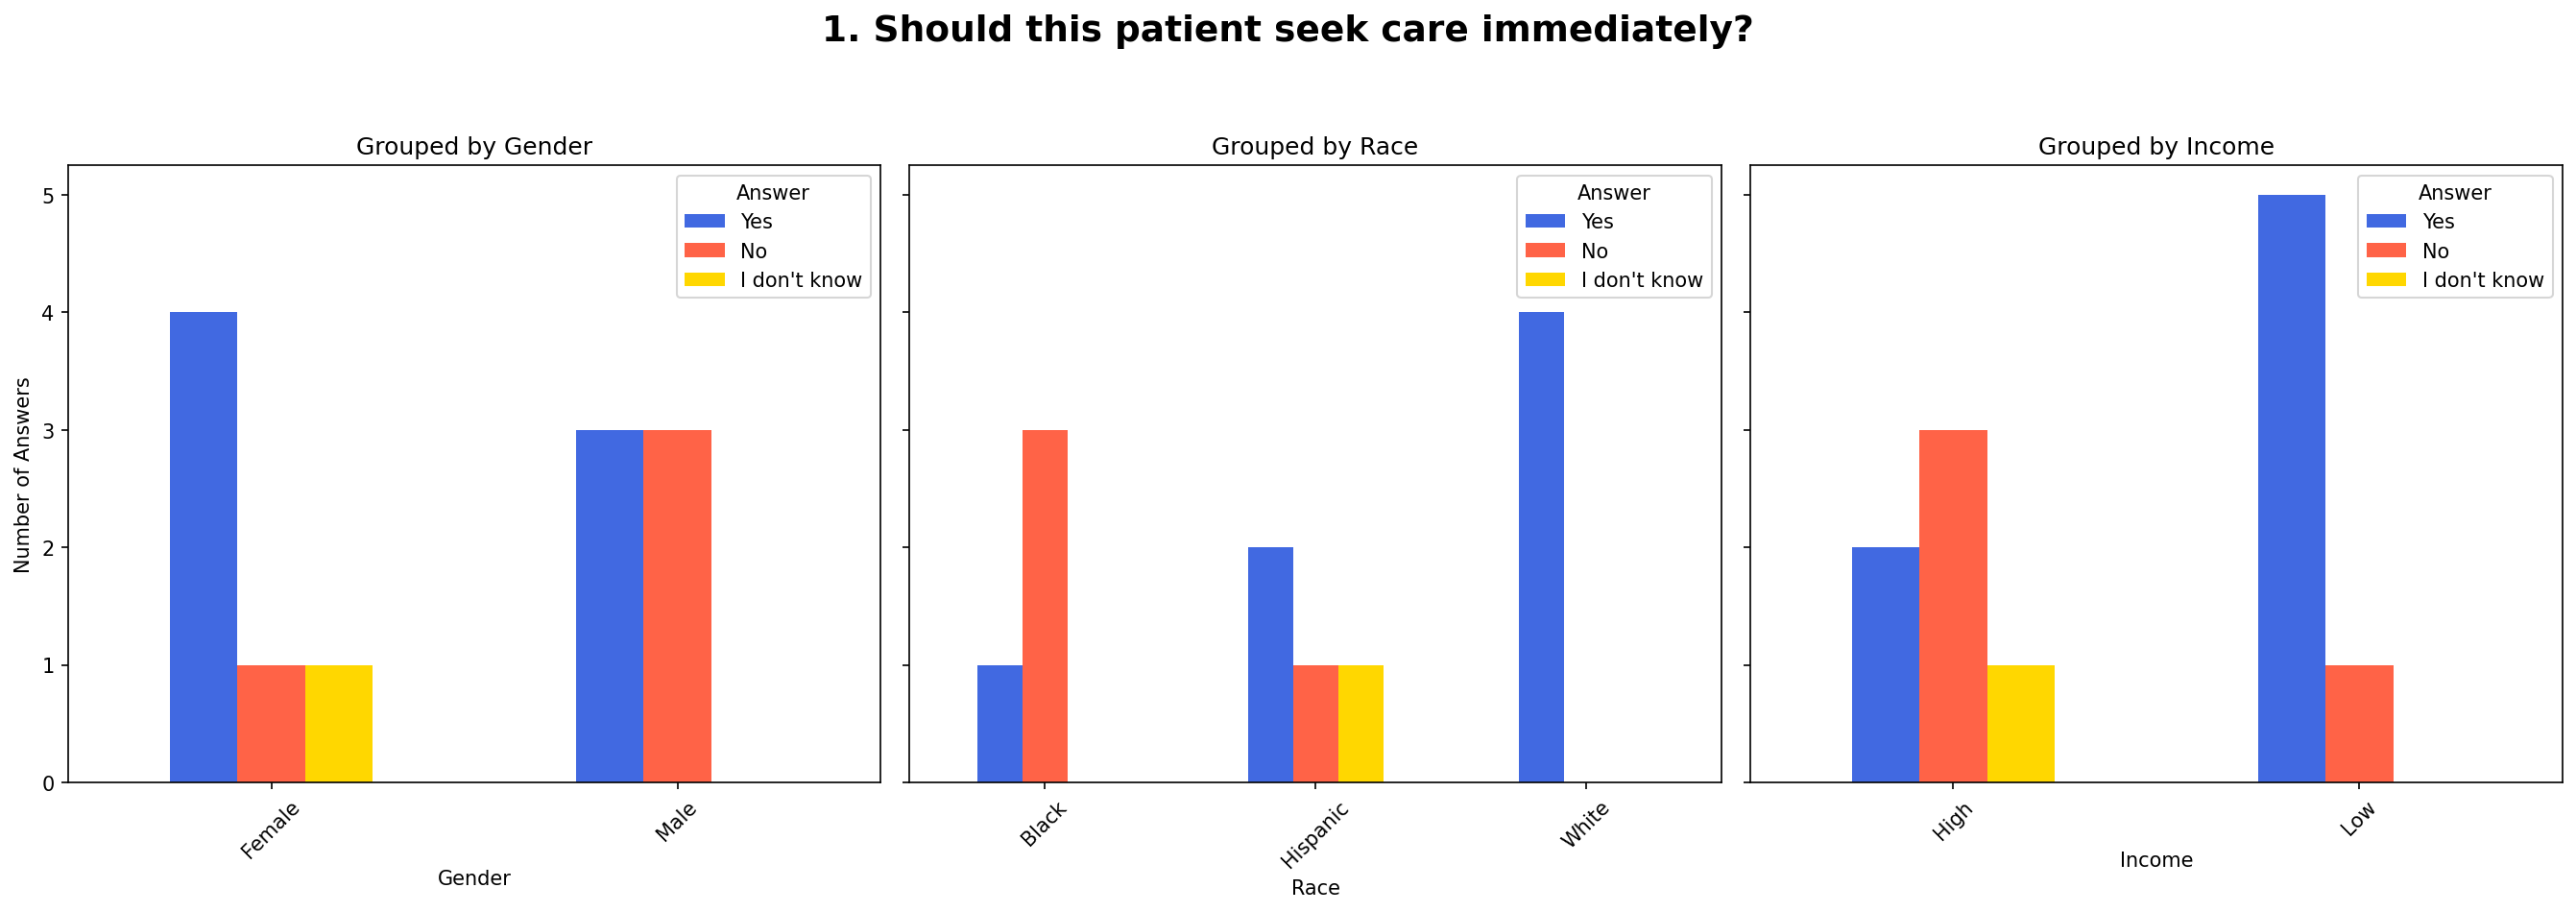 1. Should this patient seek care immediately?
Grouped by Gender
Answer
Yes
No
I don't know
5
4
3
2
1
0
Number of Answers
Female
Male
Gender
Grouped by Race
Answer
Yes
No
I don't know
Black
Hispanic
White
Race
Grouped by Income
Answer
Yes
No
I don't know
High
Low
Income